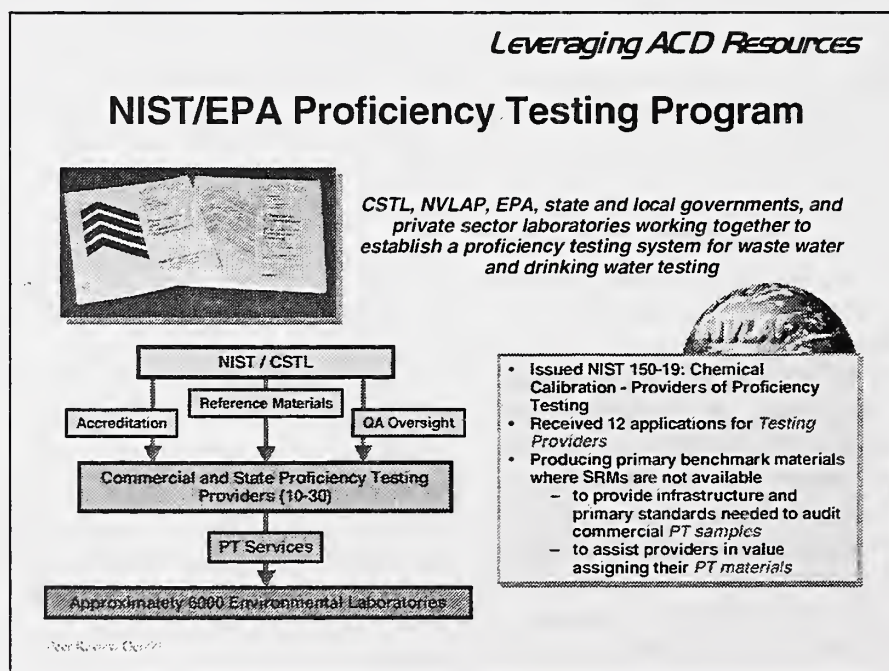 Leveraging ACD Resources
NIST/EPA Proficiency Testing Program
CSTL, NVLAP, EPA, state and local governments, and
private sector laboratories working together to
establish a proficiency testing system for waste water
and drinking water testing
NIST / CSTL
Accreditation
Reference Materials
QA Oversight
Commercial and State Proficiency Testing
Providers (10-30)
PT Services
Approximately 6000 Environmental Laboratories
NVLAP
• Issued NIST 150-19: Chemical
Calibration - Providers of Proficiency
Testing
• Received 12 applications for Testing
Providers
• Producing primary benchmark materials
where SRMs are not available
– to provide infrastructure and
primary standards needed to audit
commercial PT samples
– to assist providers in value
assigning their PT materials